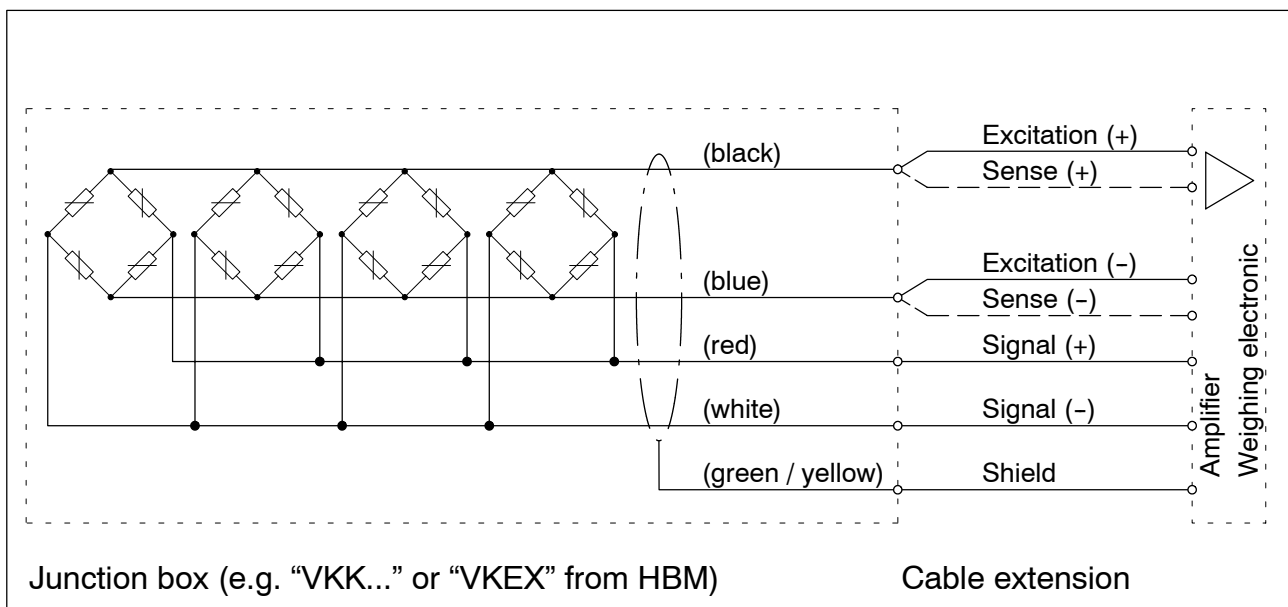 (black)
Excitation (+)
Sense (+)
(blue)
Excitation (–)
Sense (–)
(red)
Signal (+)
(white)
Signal (–)
(green / yellow)
Shield
Amplifier
Weighing electronic
Junction box (e.g. “VKK...” or “VKEX” from HBM)
Cable extension